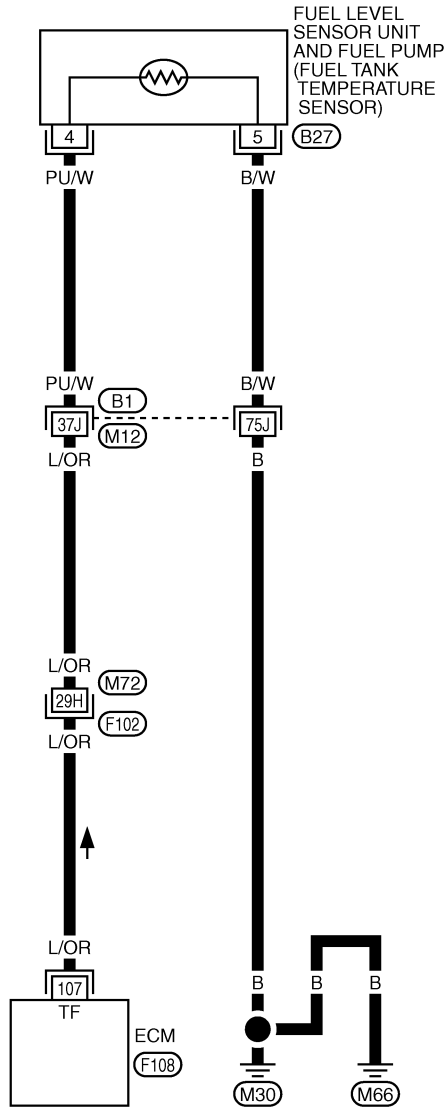 FUEL LEVEL
SENSOR UNIT
AND FUEL PUMP
(FUEL TANK
TEMPERATURE
SENSOR)
4
5
B27
PU/W
B/W
PU/W
B/W
B1
37J
75J
M12
L/OR
B
L/OR
M72
29H
F102
L/OR
L/OR
B
B
B
107
TF
ECM
F108
M30
M66